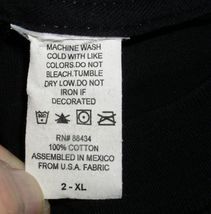 MACHINE WASH
COLD WITH LIKE
COLORS.DO NOT
BLEACH.TUMBLE
DRY LOW.DO NOT
IRON IF
DECORATED
RN# 88434
100% COTTON
ASSEMBLED IN MEXICO
FROM U.S.A. FABRIC
2 - XL